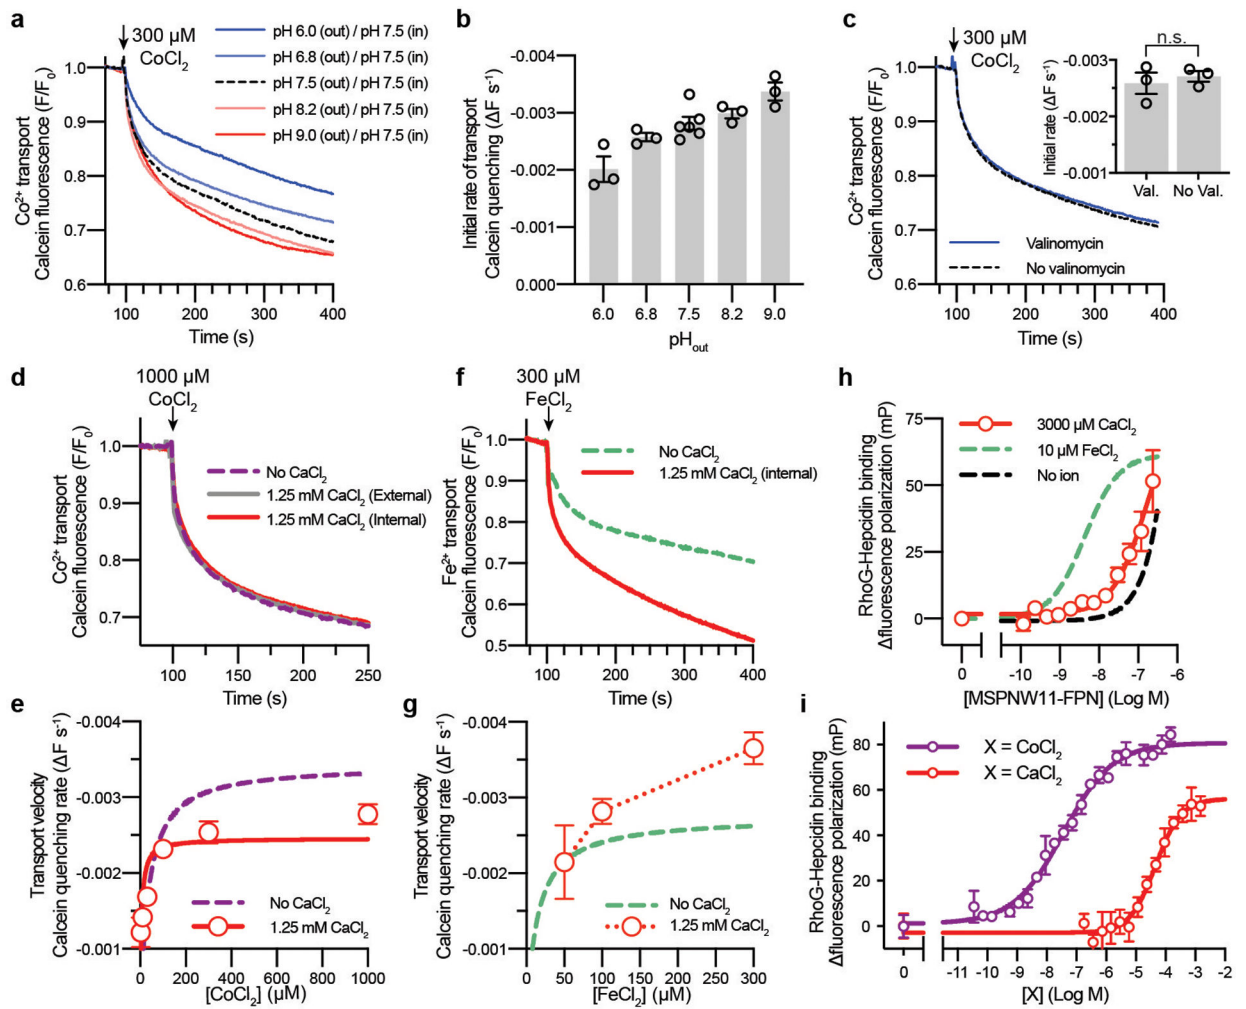 a
300 µM
CoCl2
pH 6.0 (out) / pH 7.5 (in)
pH 6.8 (out) / pH 7.5 (in)
pH 7.5 (out) / pH 7.5 (in)
pH 8.2 (out) / pH 7.5 (in)
pH 9.0 (out) / pH 7.5 (in)
Co2+ transport
Calcein fluorescence (F/F0)
1.0
0.9
0.8
0.7
0.6
100 200 300 400
Time (s)
b
Initial rate of transport
Calcein quenching (ΔF s-1)
-0.004
-0.003
-0.002
-0.001
0.000
6.0 6.8 7.5 8.2 9.0
pHout
c
300 µM
CoCl2
Co2+ transport
Calcein fluorescence (F/F0)
1.0
0.9
0.8
0.7
0.6
100 200 300 400
Time (s)
Valinomycin
No valinomycin
n.s.
Initial rate (ΔF s-1)
-0.003
-0.002
-0.001
Val. No Val.
d
1000 µM
CoCl2
Co2+ transport
Calcein fluorescence (F/F0)
1.0
0.9
0.8
0.7
No CaCl2
1.25 mM CaCl2 (External)
1.25 mM CaCl2 (Internal)
100 150 200 250
Time (s)
f
300 µM
FeCl2
Fe2+ transport
Calcein fluorescence (F/F0)
1.0
0.9
0.8
0.7
0.6
0.5
No CaCl2
1.25 mM CaCl2 (internal)
100 200 300 400
Time (s)
h
RhoG-Hepcidin binding
Δfluorescence polarization (mP)
75
50
25
0
3000 µM CaCl2
10 µM FeCl2
No ion
0 -10 -9 -8 -7 -6
[MSPNW11-FPN] (Log M)
e
Transport velocity
Calcein quenching rate (ΔF s-1)
-0.004
-0.003
-0.002
-0.001
No CaCl2
1.25 mM CaCl2
0 200 400 600 800 1000
[CoCl2] (µM)
g
Transport velocity
Calcein quenching rate (ΔF s-1)
-0.004
-0.003
-0.002
-0.001
No CaCl2
1.25 mM CaCl2
0 50 100 150 200 250 300
[FeCl2] (µM)
i
RhoG-Hepcidin binding
Δfluorescence polarization (mP)
80
60
40
20
0
X = CoCl2
X = CaCl2
0 -11 -10 -9 -8 -7 -6 -5 -4 -3 -2
[X] (Log M)